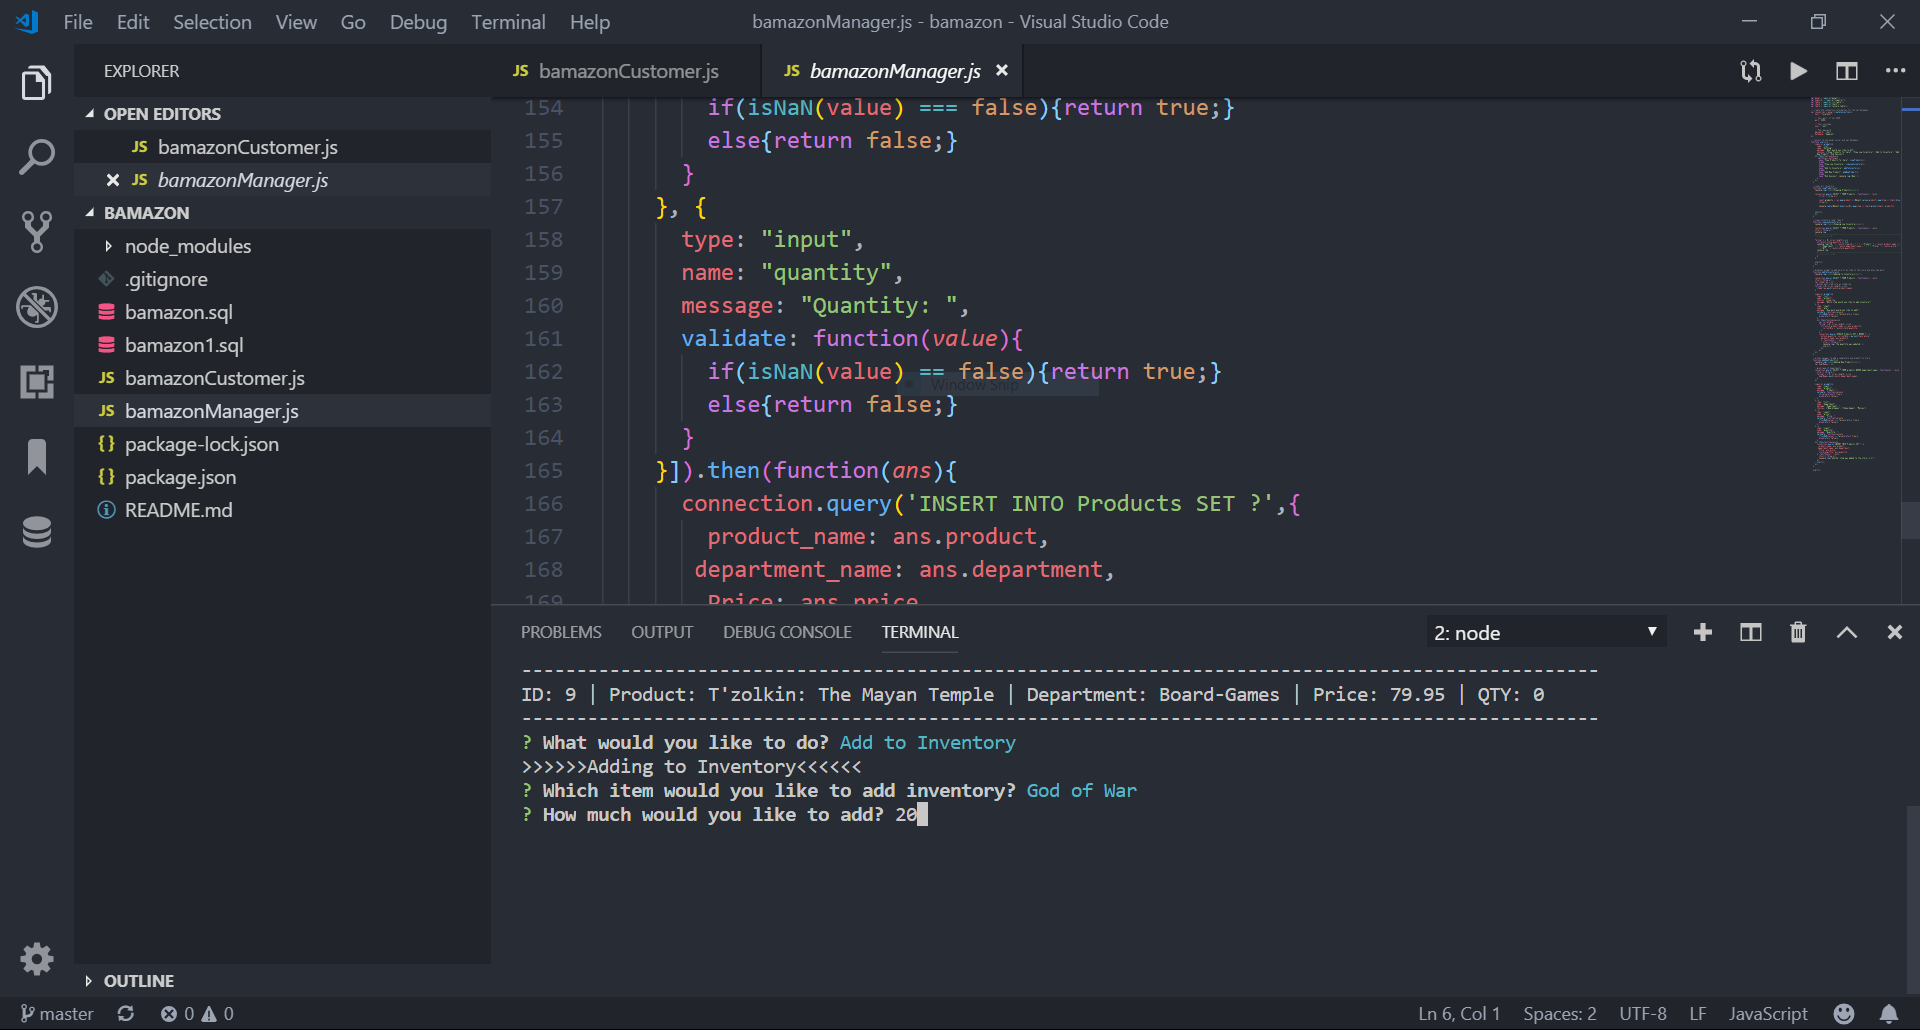 File Edit Selection View Go Debug Terminal Help
bamazonManager.js - bamazon - Visual Studio Code
EXPLORER
OPEN EDITORS
JS bamazonCustomer.js
JS bamazonManager.js
BAMAZON
node_modules
.gitignore
bamazon.sql
bamazon1.sql
JS bamazonCustomer.js
JS bamazonManager.js
{} package-lock.json
{} package.json
README.md
OUTLINE
JS bamazonCustomer.js
JS bamazonManager.js
154 if(isNaN(value) === false){return true;}
155 else{return false;}
156 }
157 }, {
158 type: "input",
159 name: "quantity",
160 message: "Quantity: ",
161 validate: function(value){
162 if(isNaN(value) == false){return true;}
Window Snip
163 else{return false;}
164 }
165 }]).then(function(ans){
166 connection.query('INSERT INTO Products SET ?',{
167 product_name: ans.product,
168 department_name: ans.department,
169 Price: ans.price
PROBLEMS OUTPUT DEBUG CONSOLE TERMINAL
2: node
--------------------------------------------------------------------------------------------------
ID: 9 | Product: T'zolkin: The Mayan Temple | Department: Board-Games | Price: 79.95 | QTY: 0
--------------------------------------------------------------------------------------------------
? What would you like to do? Add to Inventory
>>>>>>Adding to Inventory<<<<<<
? Which item would you like to add inventory? God of War
? How much would you like to add? 20
master 0 0
Ln 6, Col 1 Spaces: 2 UTF-8 LF JavaScript